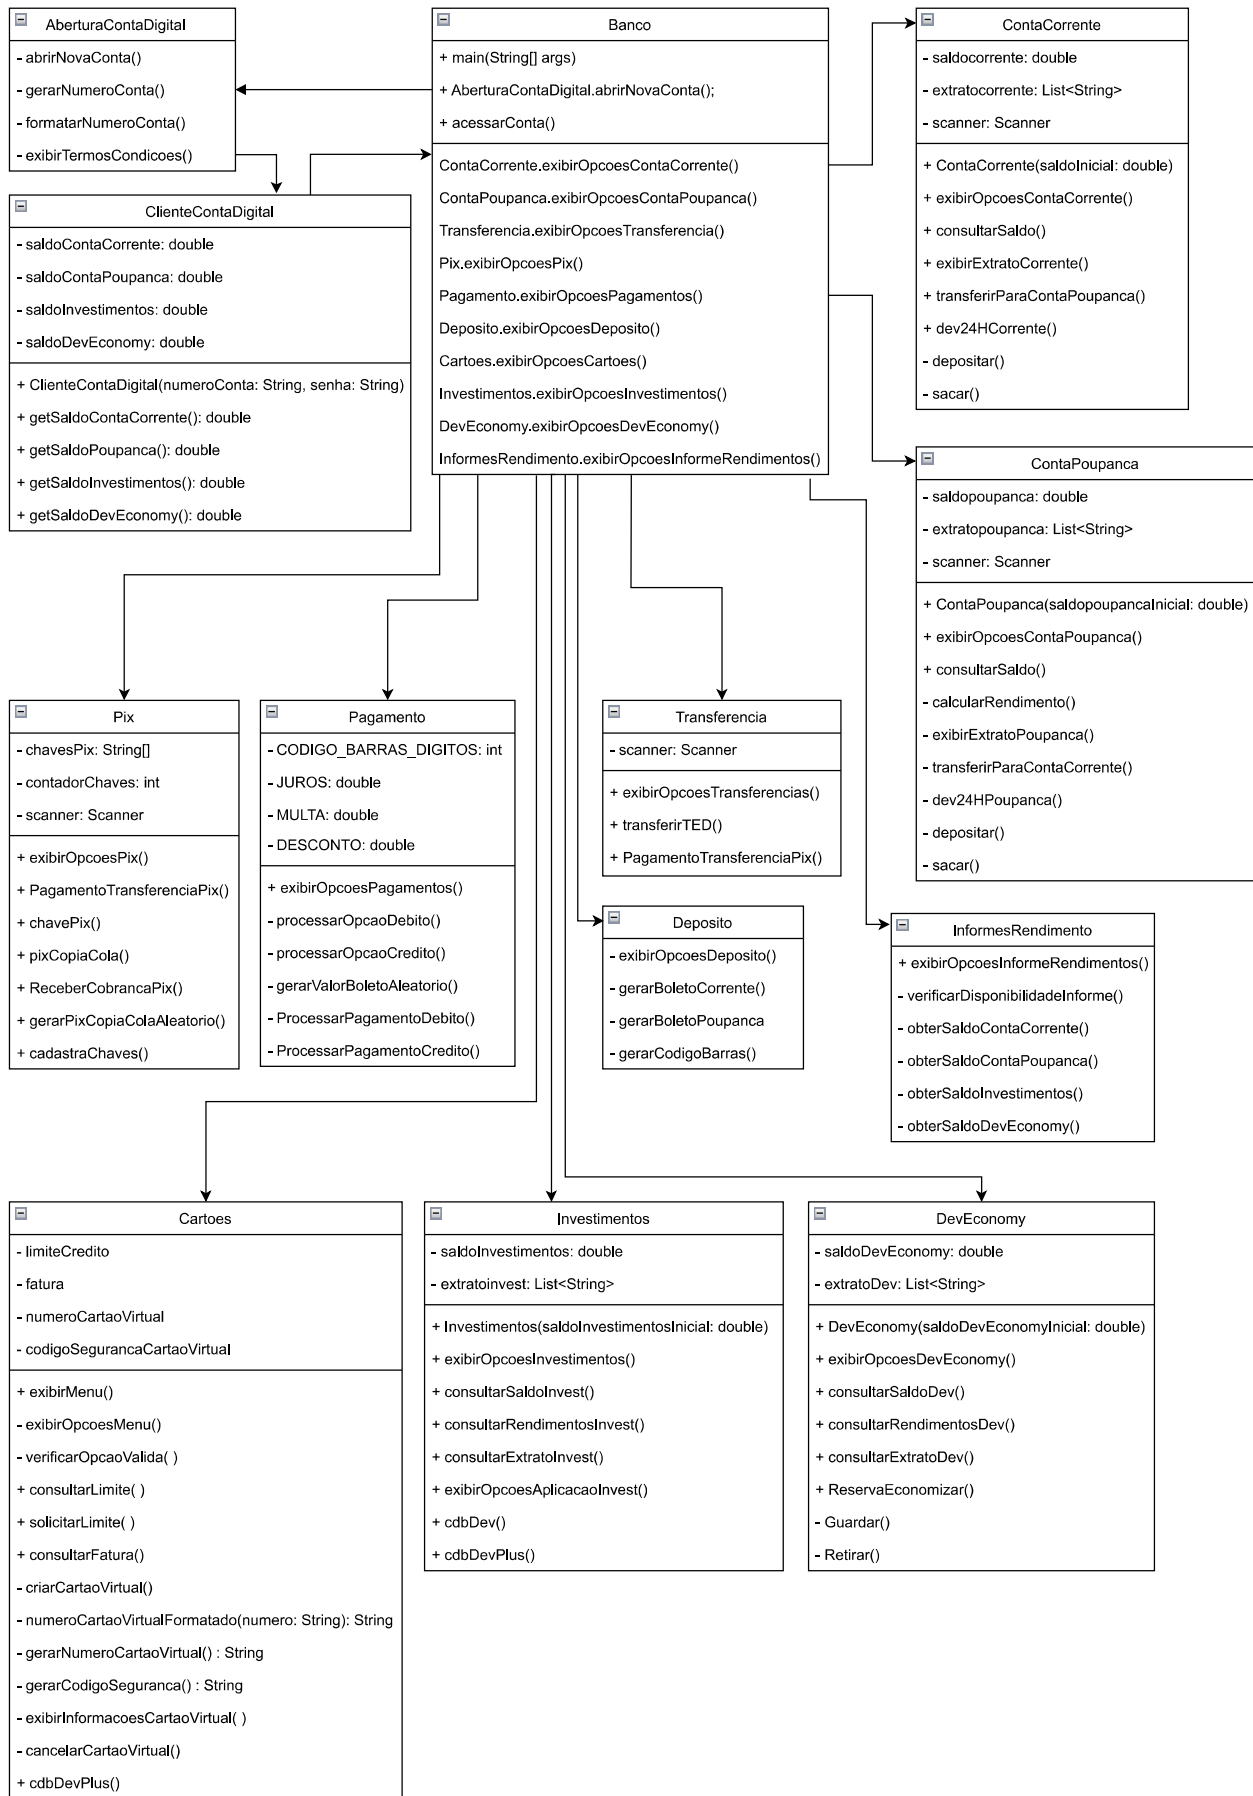 AberturaContaDigital
- abrirNovaConta()
- gerarNumeroConta()
- formatarNumeroConta()
- exibirTermosCondicoes()
Banco
+ main(String[] args)
+ AberturaContaDigital.abrirNovaConta();
+ acessarConta()
ContaCorrente.exibirOpcoesContaCorrente()
ContaPoupanca.exibirOpcoesContaPoupanca()
Transferencia.exibirOpcoesTransferencia()
Pix.exibirOpcoesPix()
Pagamento.exibirOpcoesPagamentos()
Deposito.exibirOpcoesDeposito()
Cartoes.exibirOpcoesCartoes()
Investimentos.exibirOpcoesInvestimentos()
DevEconomy.exibirOpcoesDevEconomy()
InformesRendimento.exibirOpcoesInformeRendimentos()
ContaCorrente
- saldocorrente: double
- extratocorrente: List<String>
- scanner: Scanner
+ ContaCorrente(saldoInicial: double)
+ exibirOpcoesContaCorrente()
+ consultarSaldo()
+ exibirExtratoCorrente()
+ transferirParaContaPoupanca()
+ dev24HCorrente()
- depositar()
- sacar()
ClienteContaDigital
- saldoContaCorrente: double
- saldoContaPoupanca: double
- saldoInvestimentos: double
- saldoDevEconomy: double
+ ClienteContaDigital(numeroConta: String, senha: String)
+ getSaldoContaCorrente(): double
+ getSaldoPoupanca(): double
+ getSaldoInvestimentos(): double
+ getSaldoDevEconomy(): double
ContaPoupanca
- saldopoupanca: double
- extratopoupanca: List<String>
- scanner: Scanner
+ ContaPoupanca(saldopoupancaInicial: double)
+ exibirOpcoesContaPoupanca()
+ consultarSaldo()
- calcularRendimento()
- exibirExtratoPoupanca()
- transferirParaContaCorrente()
- dev24HPoupanca()
- depositar()
- sacar()
Pix
- chavesPix: String[]
- contadorChaves: int
- scanner: Scanner
+ exibirOpcoesPix()
+ PagamentoTransferenciaPix()
+ chavePix()
+ pixCopiaCola()
+ ReceberCobrancaPix()
+ gerarPixCopiaColaAleatorio()
+ cadastraChaves()
Pagamento
- CODIGO_BARRAS_DIGITOS: int
- JUROS: double
- MULTA: double
- DESCONTO: double
+ exibirOpcoesPagamentos()
- processarOpcaoDebito()
- processarOpcaoCredito()
- gerarValorBoletoAleatorio()
- ProcessarPagamentoDebito()
- ProcessarPagamentoCredito()
Transferencia
- scanner: Scanner
+ exibirOpcoesTransferencias()
+ transferirTED()
+ PagamentoTransferenciaPix()
Deposito
- exibirOpcoesDeposito()
- gerarBoletoCorrente()
- gerarBoletoPoupanca
- gerarCodigoBarras()
InformesRendimento
+ exibirOpcoesInformeRendimentos()
- verificarDisponibilidadeInforme()
- obterSaldoContaCorrente()
- obterSaldoContaPoupanca()
- obterSaldoInvestimentos()
- obterSaldoDevEconomy()
Cartoes
- limiteCredito
- fatura
- numeroCartaoVirtual
- codigoSegurancaCartaoVirtual
+ exibirMenu()
- exibirOpcoesMenu()
- verificarOpcaoValida( )
+ consultarLimite( )
+ solicitarLimite( )
+ consultarFatura()
- criarCartaoVirtual()
- numeroCartaoVirtualFormatado(numero: String): String
- gerarNumeroCartaoVirtual() : String
- gerarCodigoSeguranca() : String
- exibirInformacoesCartaoVirtual( )
- cancelarCartaoVirtual()
+ cdbDevPlus()
Investimentos
- saldoInvestimentos: double
- extratoinvest: List<String>
+ Investimentos(saldoInvestimentosInicial: double)
+ exibirOpcoesInvestimentos()
+ consultarSaldoInvest()
+ consultarRendimentosInvest()
+ consultarExtratoInvest()
+ exibirOpcoesAplicacaoInvest()
+ cdbDev()
+ cdbDevPlus()
DevEconomy
- saldoDevEconomy: double
- extratoDev: List<String>
+ DevEconomy(saldoDevEconomyInicial: double)
+ exibirOpcoesDevEconomy()
+ consultarSaldoDev()
+ consultarRendimentosDev()
+ consultarExtratoDev()
+ ReservaEconomizar()
- Guardar()
- Retirar()